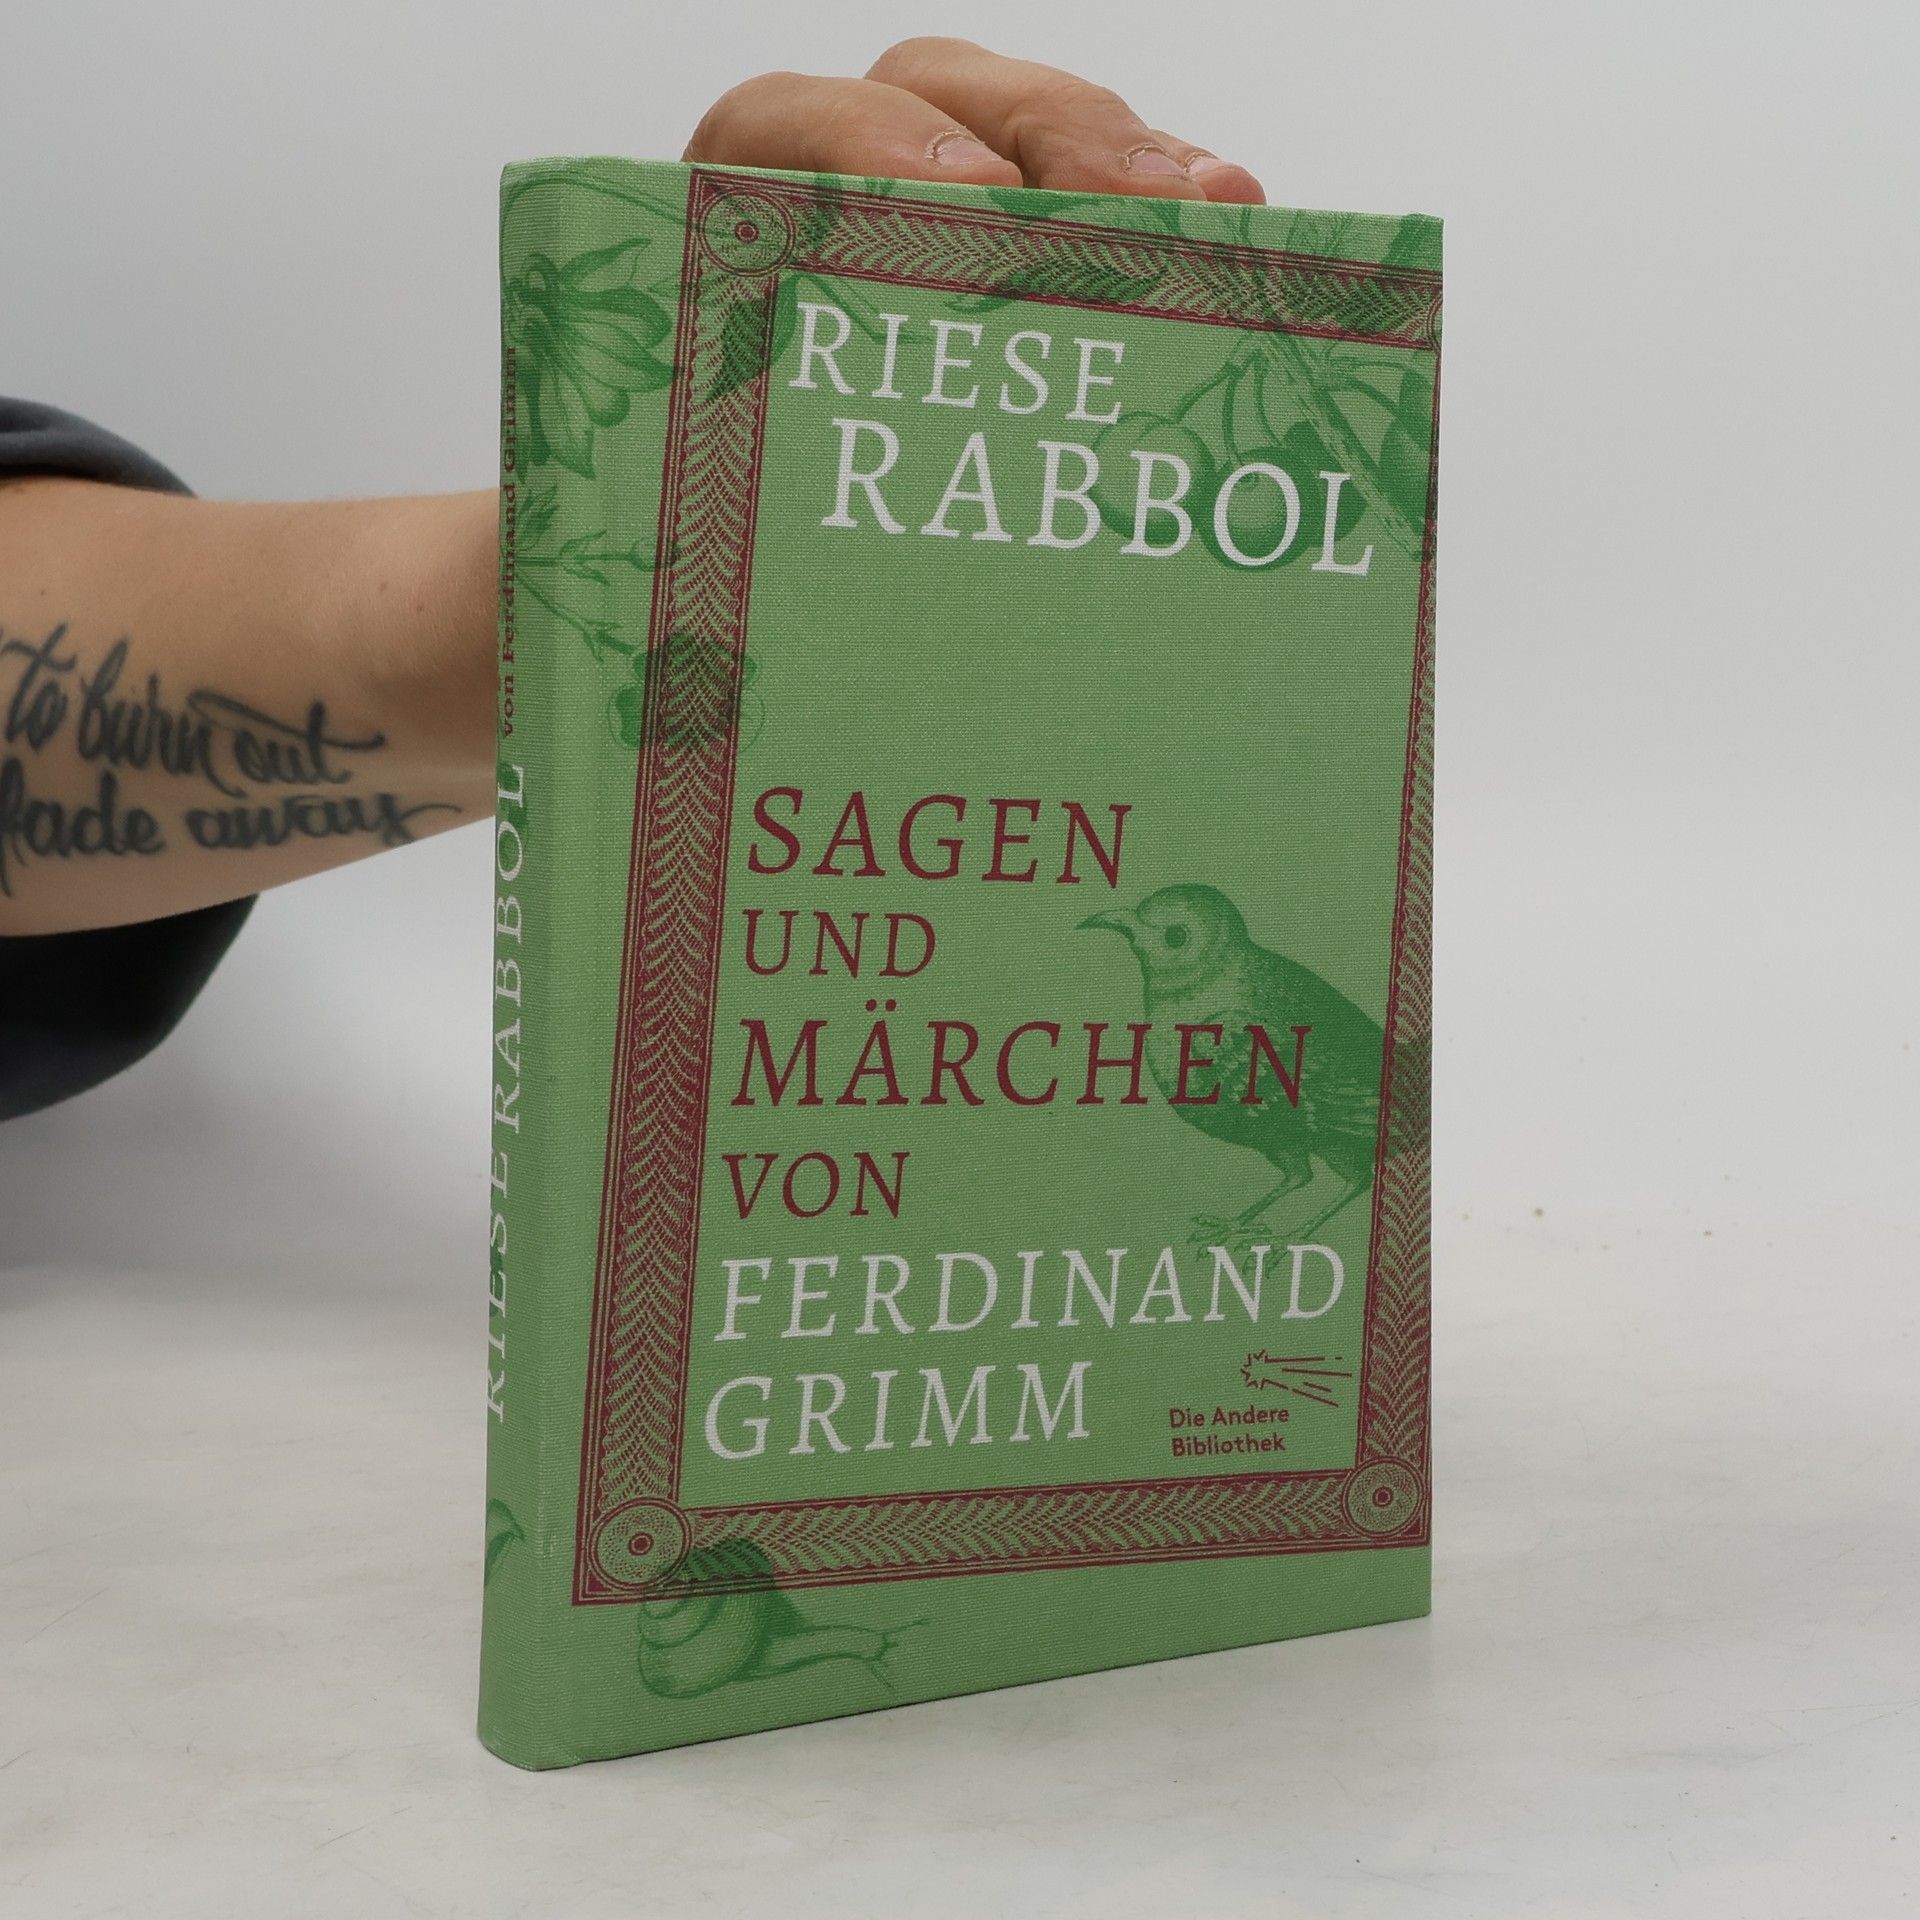 RIESE
RABBOL
SAGEN
UND
MÄRCHEN
VON
FERDINAND
GRIMM
Die Andere
Bibliothek
RIESE RABBOL von Ferdinand Grimm
to burn out
fade away